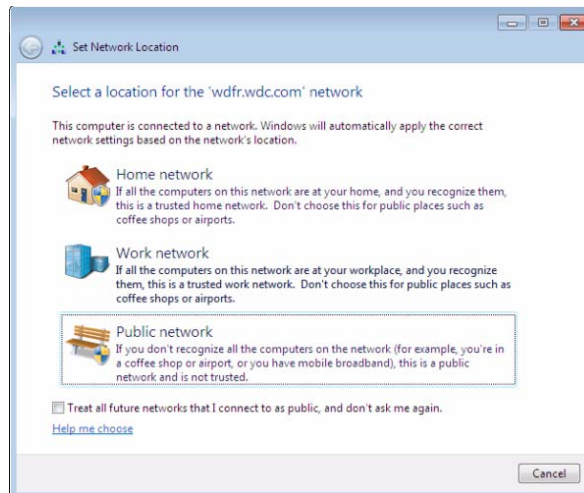 Set Network Location
Select a location for the 'wdfr.wdc.com' network
This computer is connected to a network. Windows will automatically apply the correct
network settings based on the network's location.
Home network
If all the computers on this network are at your home, and you recognize them,
this is a trusted home network.  Don't choose this for public places such as
coffee shops or airports.
Work network
If all the computers on this network are at your workplace, and you recognize
them, this is a trusted work network.  Don't choose this for public places such as
coffee shops or airports.
Public network
If you don't recognize all the computers on the network (for example, you're in
a coffee shop or airport, or you have mobile broadband), this is a public
network and is not trusted.
Treat all future networks that I connect to as public, and don't ask me again.
Help me choose
Cancel